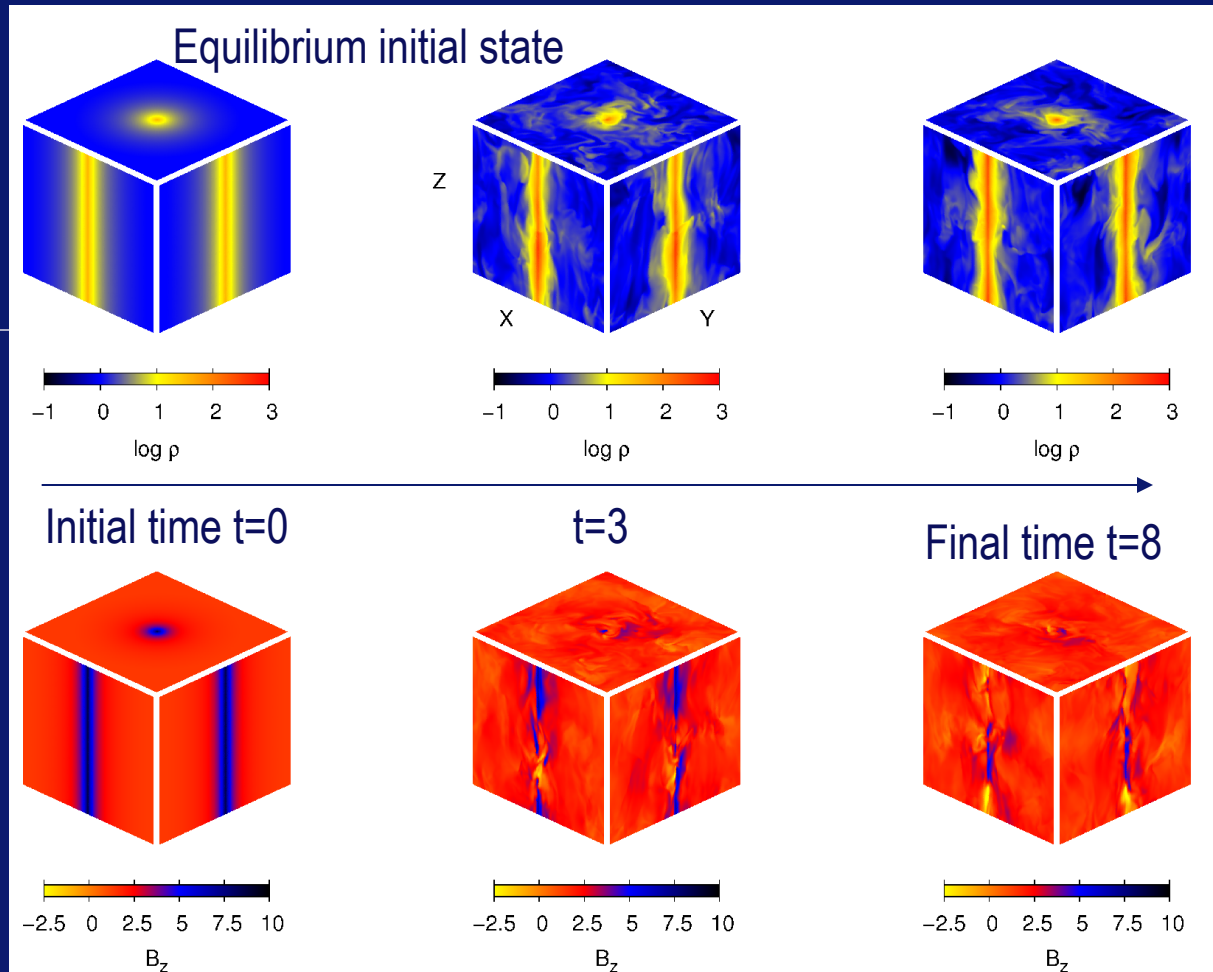 Equilibrium initial state
Z
X Y
−1 0 1 2 3
log ρ
−1 0 1 2 3
log ρ
−1 0 1 2 3
log ρ
Initial time t=0
t=3
Final time t=8
−2.5 0 2.5 5 7.5 10
B_z
−2.5 0 2.5 5 7.5 10
B_z
−2.5 0 2.5 5 7.5 10
B_z